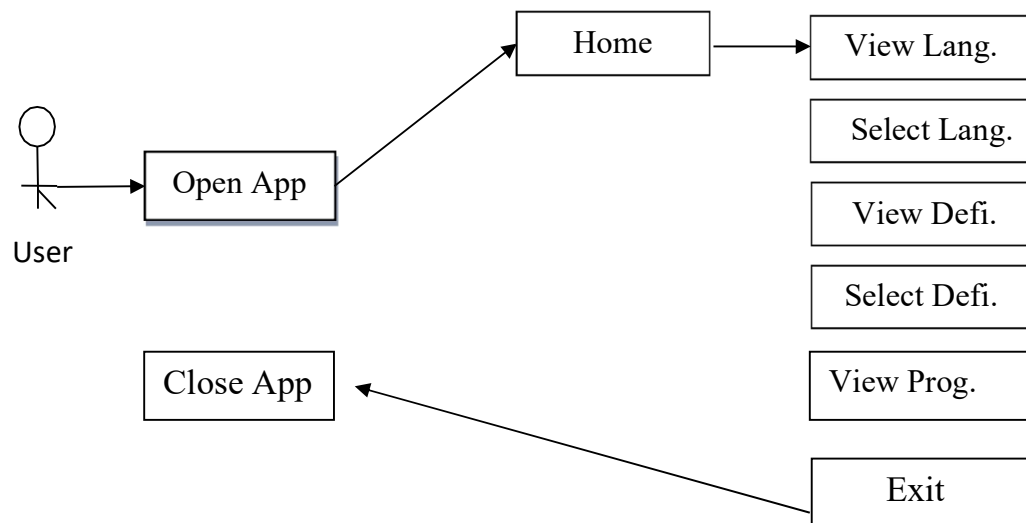 Home
View Lang.
Select Lang.
Open App
View Defi.
User
Select Defi.
Close App
View Prog.
Exit